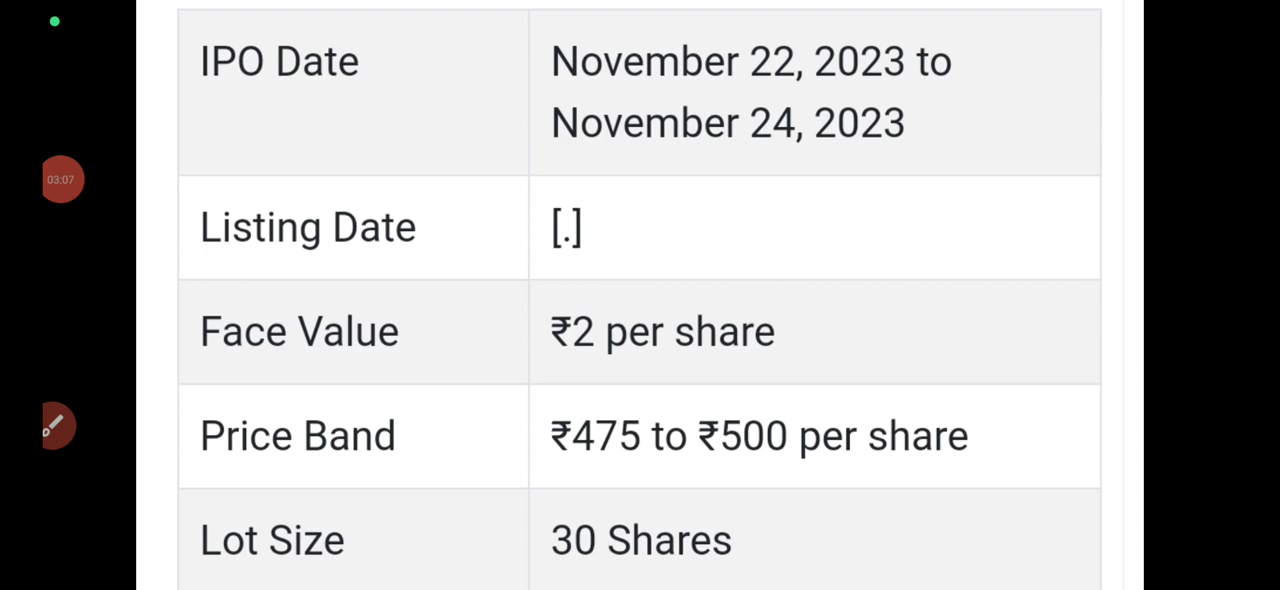 IPO Date
November 22, 2023 to
November 24, 2023
03:07
Listing Date
[.]
Face Value
₹2 per share
Price Band
₹475 to ₹500 per share
Lot Size
30 Shares